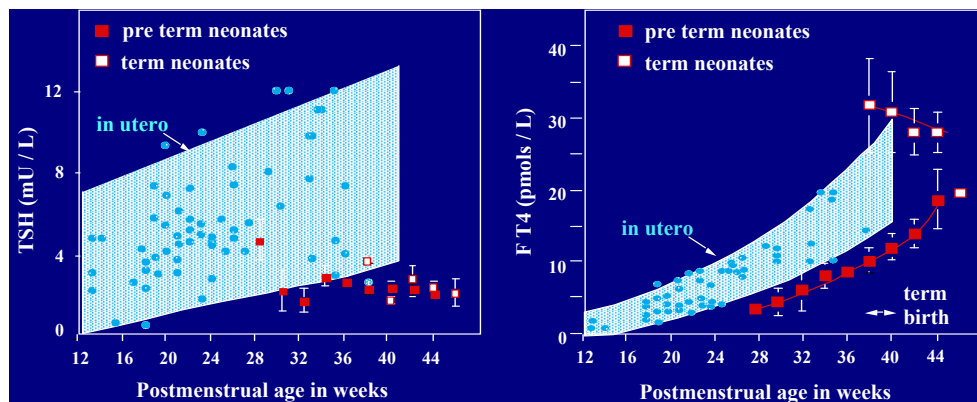 pre term neonates
term neonates
12
8
4
0
TSH (mU / L)
in utero
12 16 20 24 28 32 36 40 44
Postmenstrual age in weeks
pre term neonates
term neonates
40
30
20
10
0
F T4 (pmols / L)
in utero
term
birth
12 16 20 24 28 32 36 40 44
Postmenstrual age in weeks